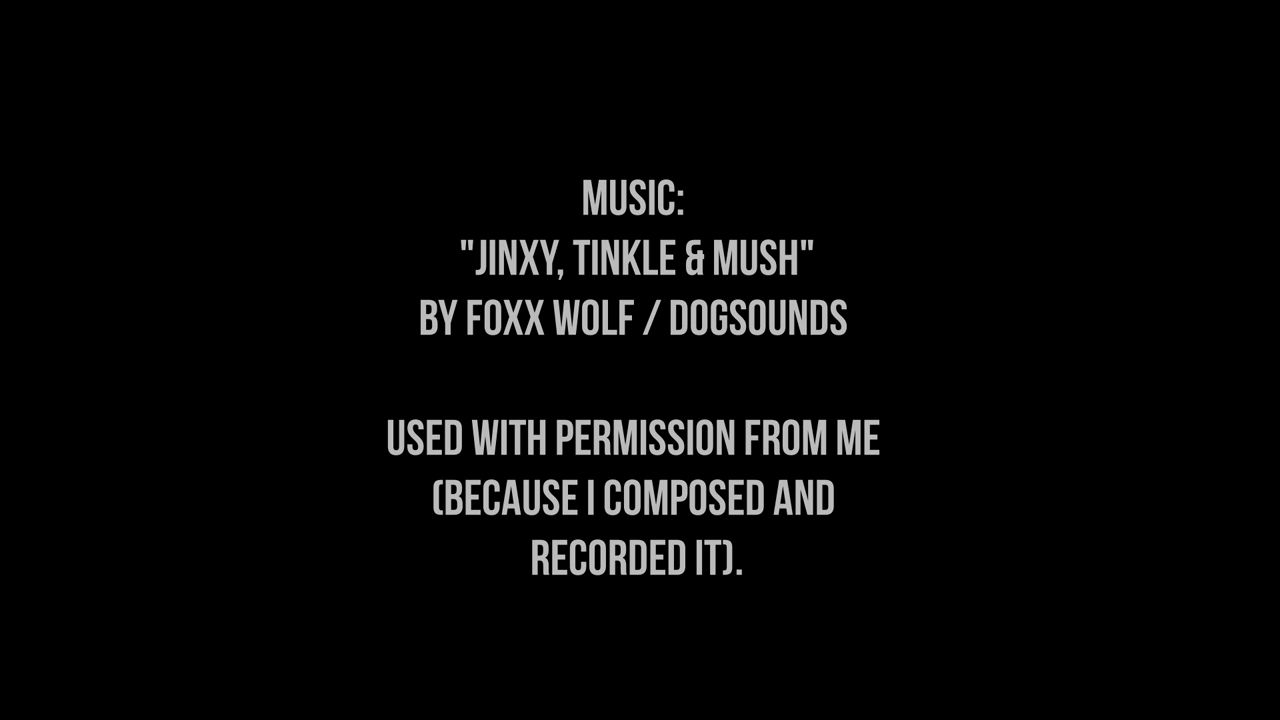 MUSIC:
"JINXY, TINKLE & MUSH"
BY FOXX WOLF / DOGSOUNDS
USED WITH PERMISSION FROM ME
(BECAUSE I COMPOSED AND
RECORDED IT).